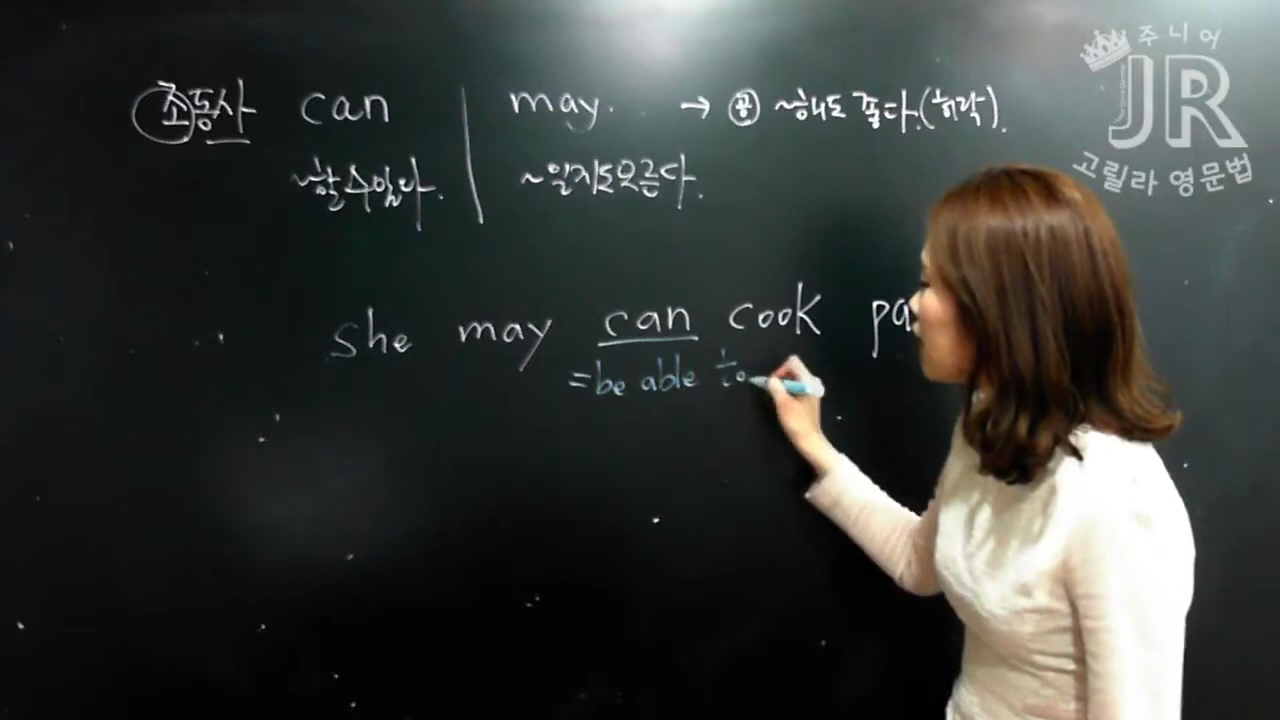 조동사 can | may. → 공 ~해도 좋다.(허락).
~할수있다. ~일지도모른다.
she may can cook pa
=be able to
주니어
JR
고릴라 영문법